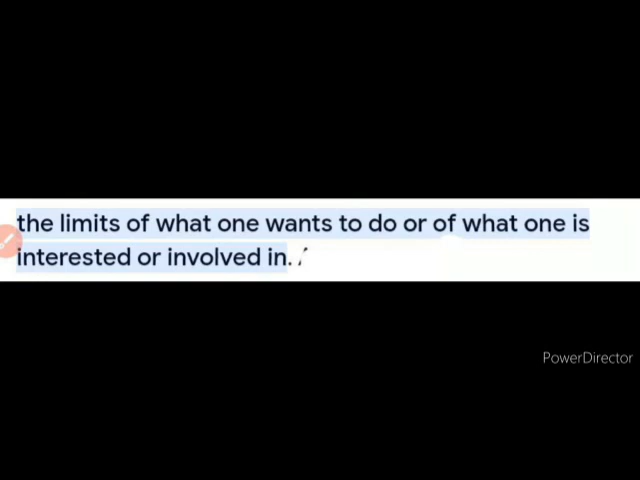 the limits of what one wants to do or of what one is
interested or involved in.
PowerDirector